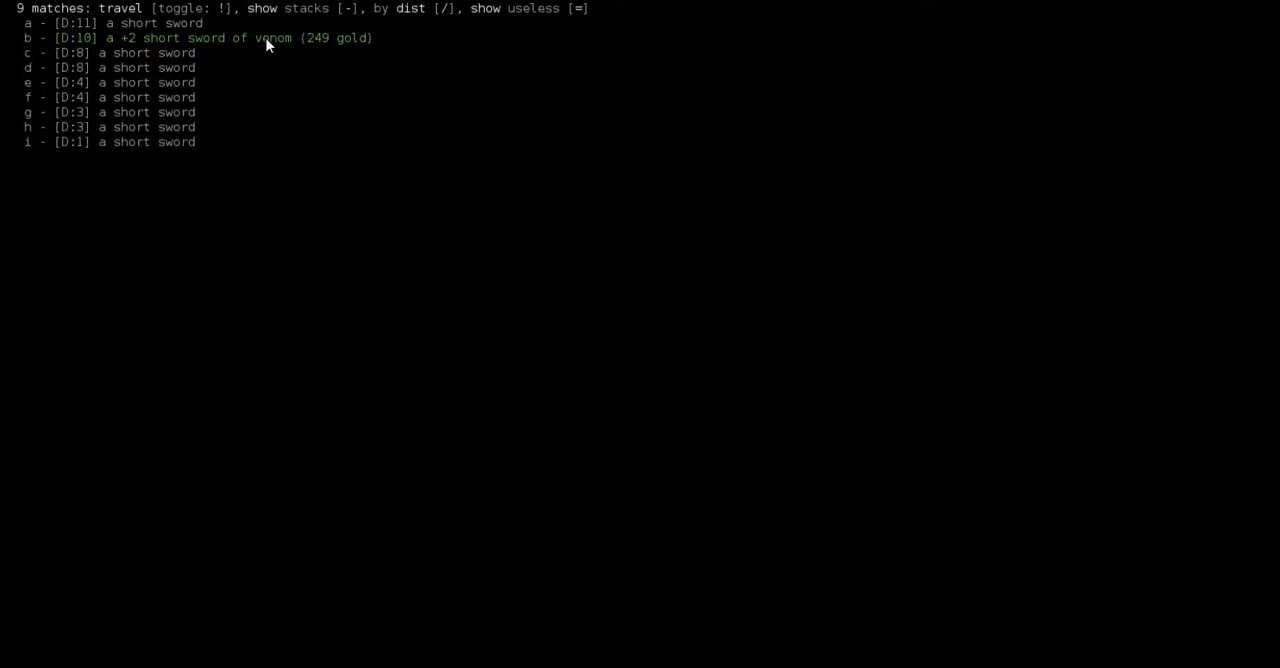 9 matches: travel [toggle: !], show stacks [-], by dist [/], show useless [=]
a - [D:11] a short sword
b - [D:10] a +2 short sword of venom (249 gold)
c - [D:8] a short sword
d - [D:8] a short sword
e - [D:4] a short sword
f - [D:4] a short sword
g - [D:3] a short sword
h - [D:3] a short sword
i - [D:1] a short sword